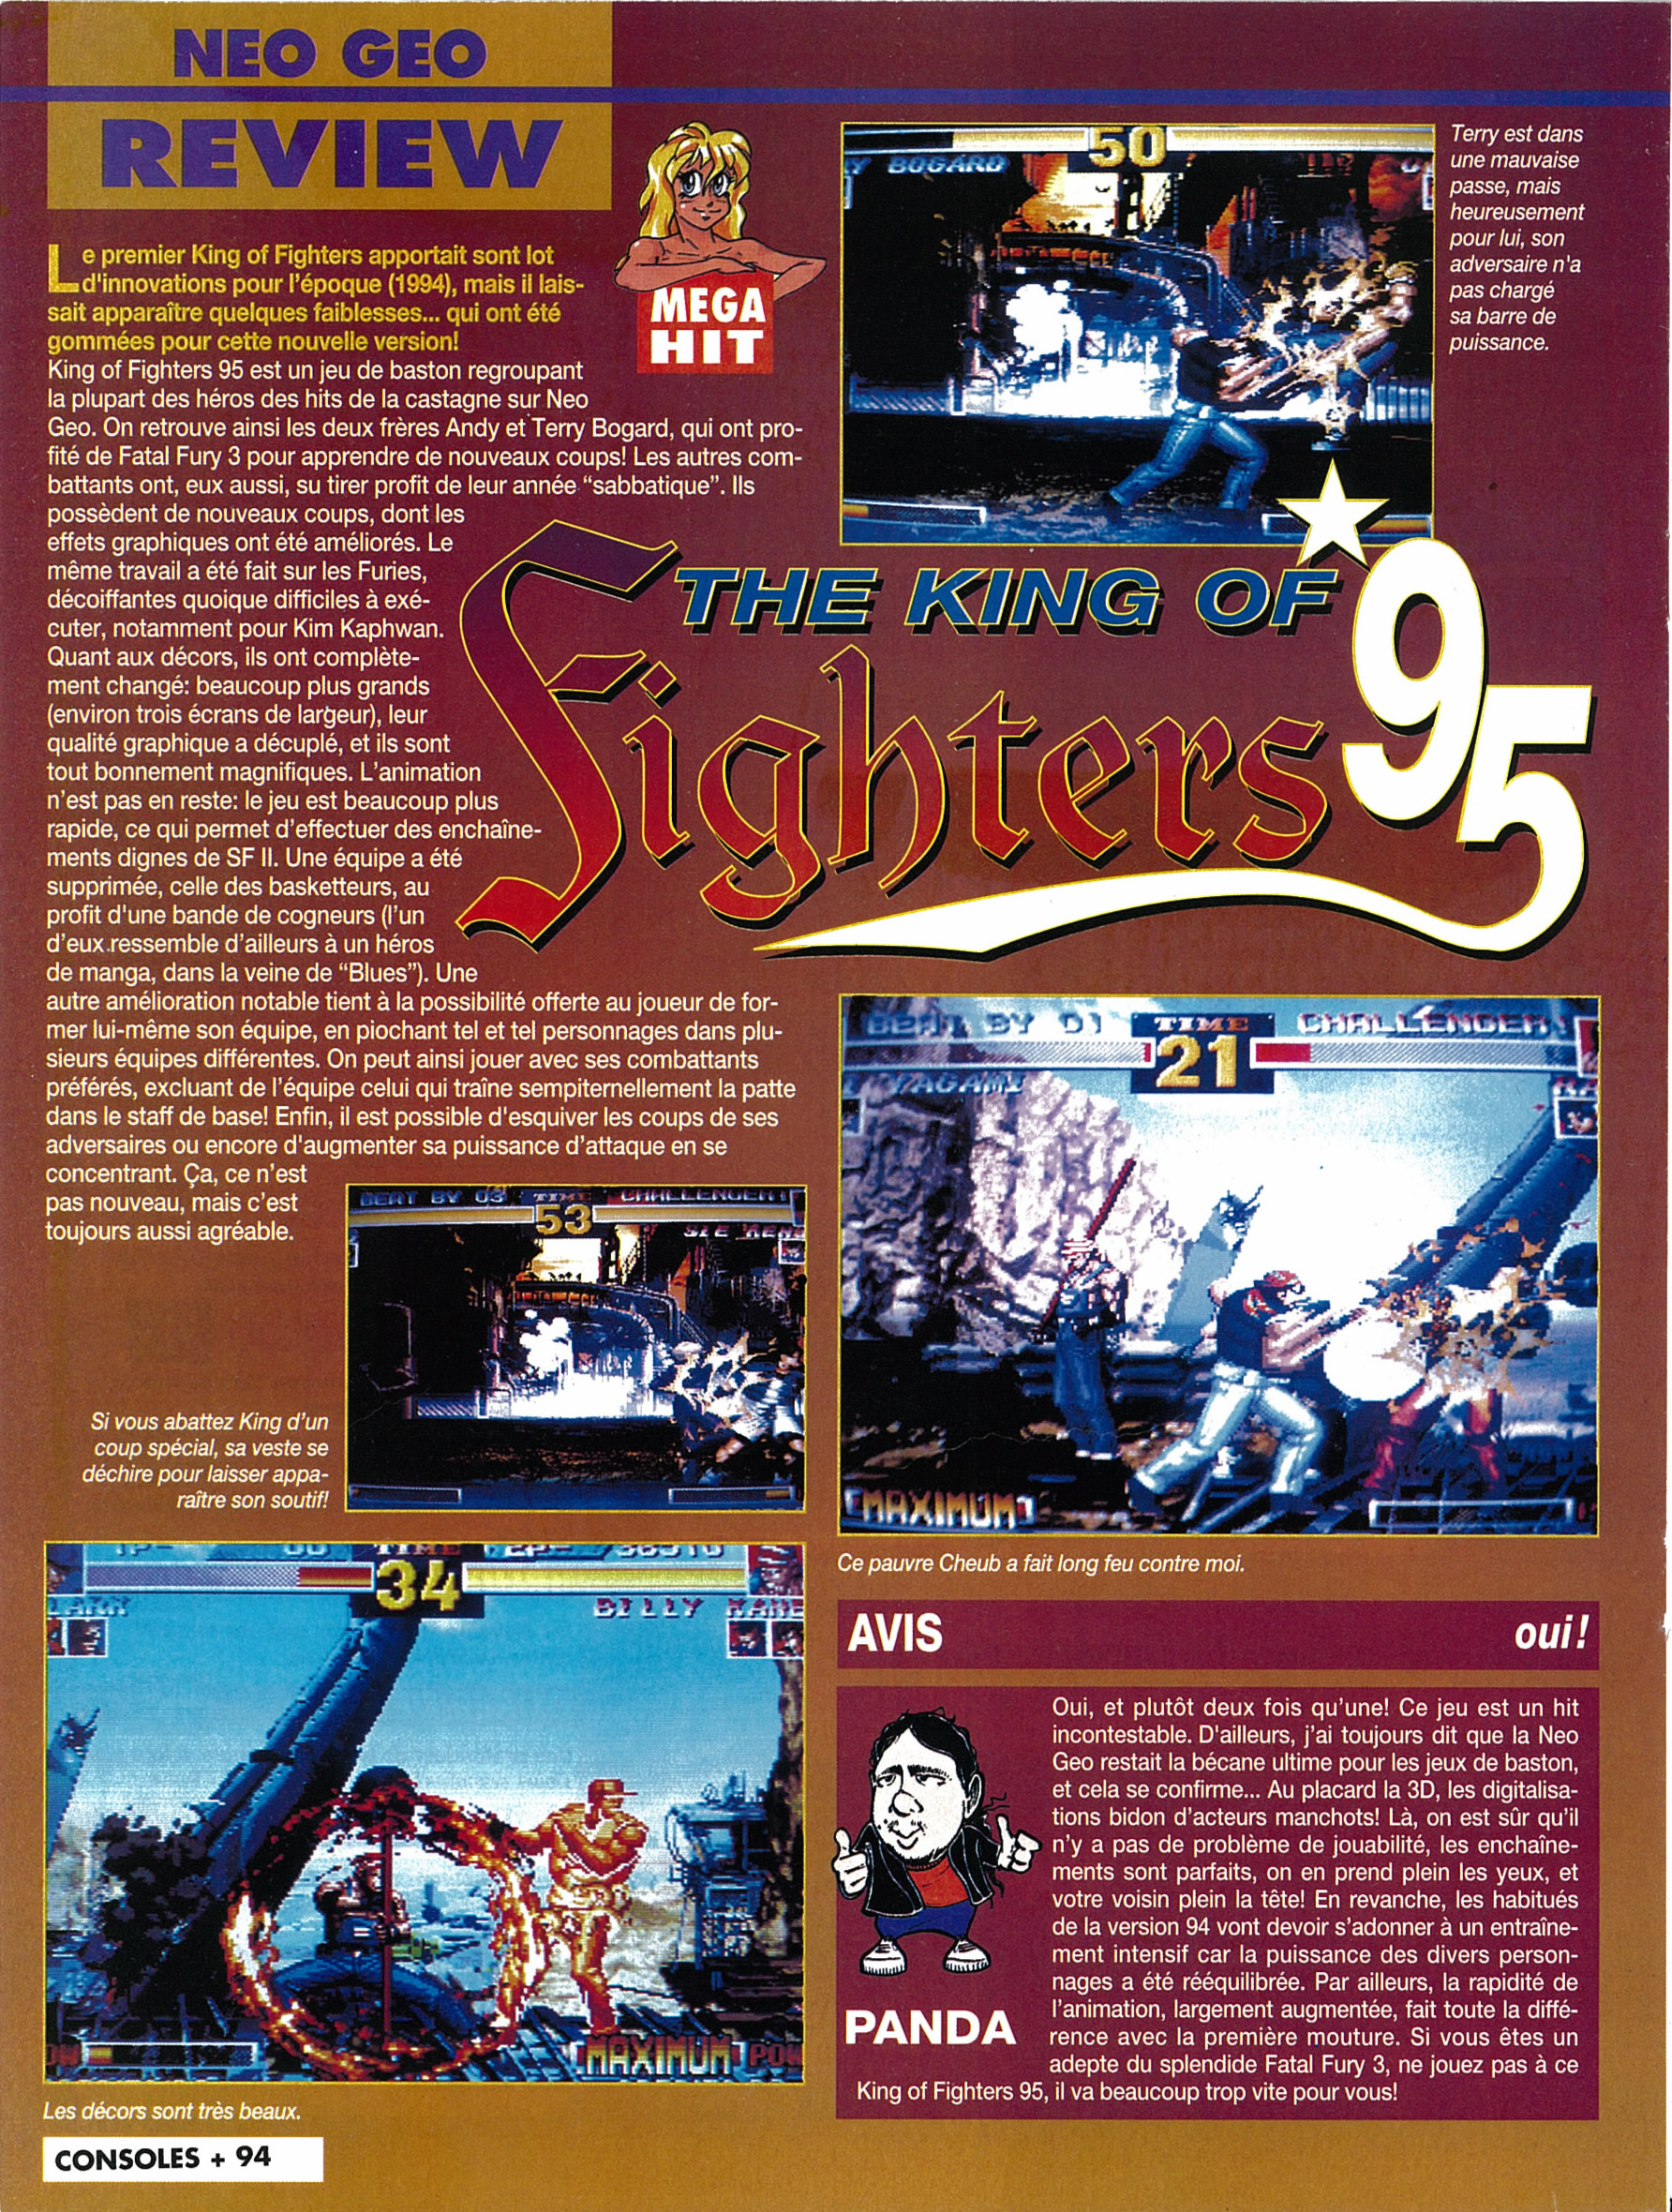 NEO GEO
REVIEW
Le premier King of Fighters apportait sont lot
d'innovations pour l'époque (1994), mais il lais-
sait apparaître quelques faiblesses... qui ont été
gommées pour cette nouvelle version!
King of Fighters 95 est un jeu de baston regroupant
la plupart des héros des hits de la castagne sur Neo
Geo. On retrouve ainsi les deux frères Andy et Terry Bogard, qui ont pro-
fité de Fatal Fury 3 pour apprendre de nouveaux coups! Les autres com-
battants ont, eux aussi, su tirer profit de leur année “sabbatique”. Ils
possèdent de nouveaux coups, dont les
effets graphiques ont été améliorés. Le
même travail a été fait sur les Furies,
décoiffantes quoique difficiles à exé-
cuter, notamment pour Kim Kaphwan.
Quant aux décors, ils ont complète-
ment changé: beaucoup plus grands
(environ trois écrans de largeur), leur
qualité graphique a décuplé, et ils sont
tout bonnement magnifiques. L'animation
n'est pas en reste: le jeu est beaucoup plus
rapide, ce qui permet d'effectuer des enchaîne-
ments dignes de SF II. Une équipe a été
supprimée, celle des basketteurs, au
profit d'une bande de cogneurs (l'un
d'eux ressemble d'ailleurs à un héros
de manga, dans la veine de “Blues”). Une
autre amélioration notable tient à la possibilité offerte au joueur de for-
mer lui-même son équipe, en piochant tel et tel personnages dans plu-
sieurs équipes différentes. On peut ainsi jouer avec ses combattants
préférés, excluant de l'équipe celui qui traîne sempiternellement la patte
dans le staff de base! Enfin, il est possible d'esquiver les coups de ses
adversaires ou encore d'augmenter sa puissance d'attaque en se
concentrant. Ça, ce n'est
pas nouveau, mais c'est
toujours aussi agréable.
MEGA
HIT
50
Y BOGARD
Terry est dans
une mauvaise
passe, mais
heureusement
pour lui, son
adversaire n'a
pas chargé
sa barre de
puissance.
THE KING OF
Fighters '95
BEAT BY 03 TIME CHALLENGER
53
Si vous abattez King d'un
coup spécial, sa veste se
déchire pour laisser appa-
raître son soutif!
BEAT BY 01 TIME CHALLENGER
21
YAGAMI
MAXIMUM
Ce pauvre Cheub a fait long feu contre moi.
1P= 00 TIME 2P=
34
LARK BILLY KANE
MAXIMUM POW
Les décors sont très beaux.
AVIS oui!
Oui, et plutôt deux fois qu'une! Ce jeu est un hit
incontestable. D'ailleurs, j'ai toujours dit que la Neo
Geo restait la bécane ultime pour les jeux de baston,
et cela se confirme... Au placard la 3D, les digitalisa-
tions bidon d'acteurs manchots! Là, on est sûr qu'il
n'y a pas de problème de jouabilité, les enchaîne-
ments sont parfaits, on en prend plein les yeux, et
votre voisin plein la tête! En revanche, les habitués
de la version 94 vont devoir s'adonner à un entraîne-
ment intensif car la puissance des divers person-
nages a été rééquilibrée. Par ailleurs, la rapidité de
l'animation, largement augmentée, fait toute la diffé-
rence avec la première mouture. Si vous êtes un
adepte du splendide Fatal Fury 3, ne jouez pas à ce
King of Fighters 95, il va beaucoup trop vite pour vous!
PANDA
CONSOLES + 94